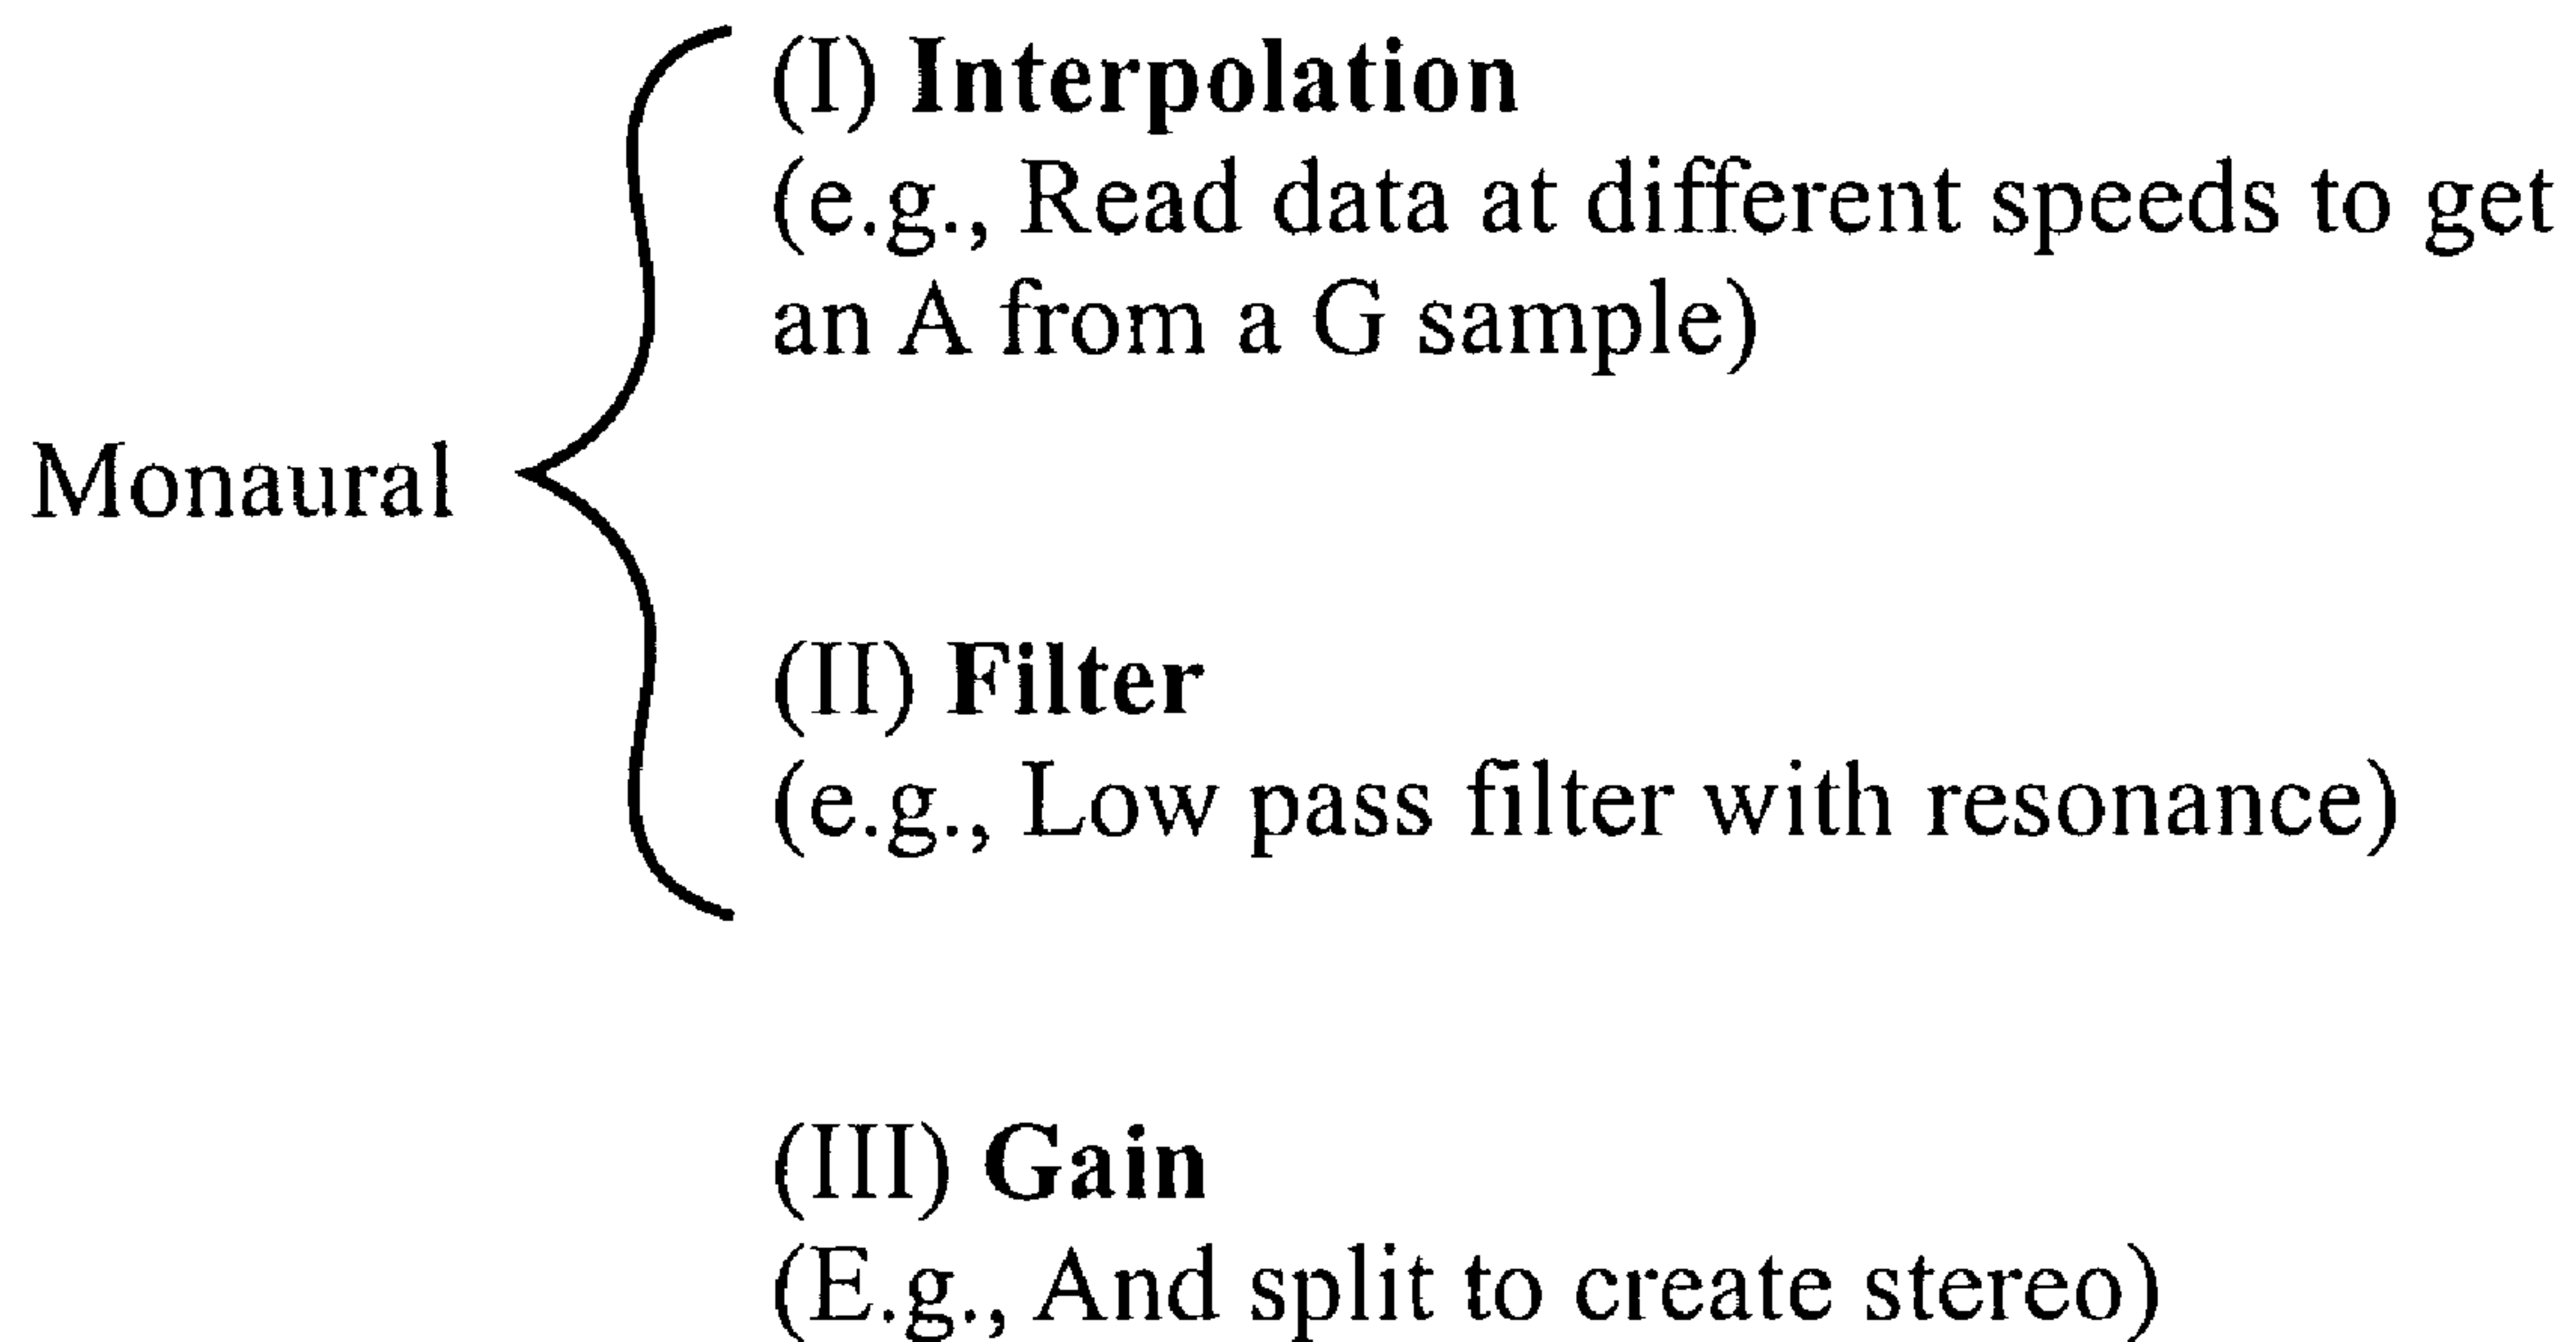 (I) Interpolation
(e.g., Read data at different speeds to get
an A from a G sample)
Monaural
(II) Filter
(e.g., Low pass filter with resonance)
(III) Gain
(E.g., And split to create stereo)